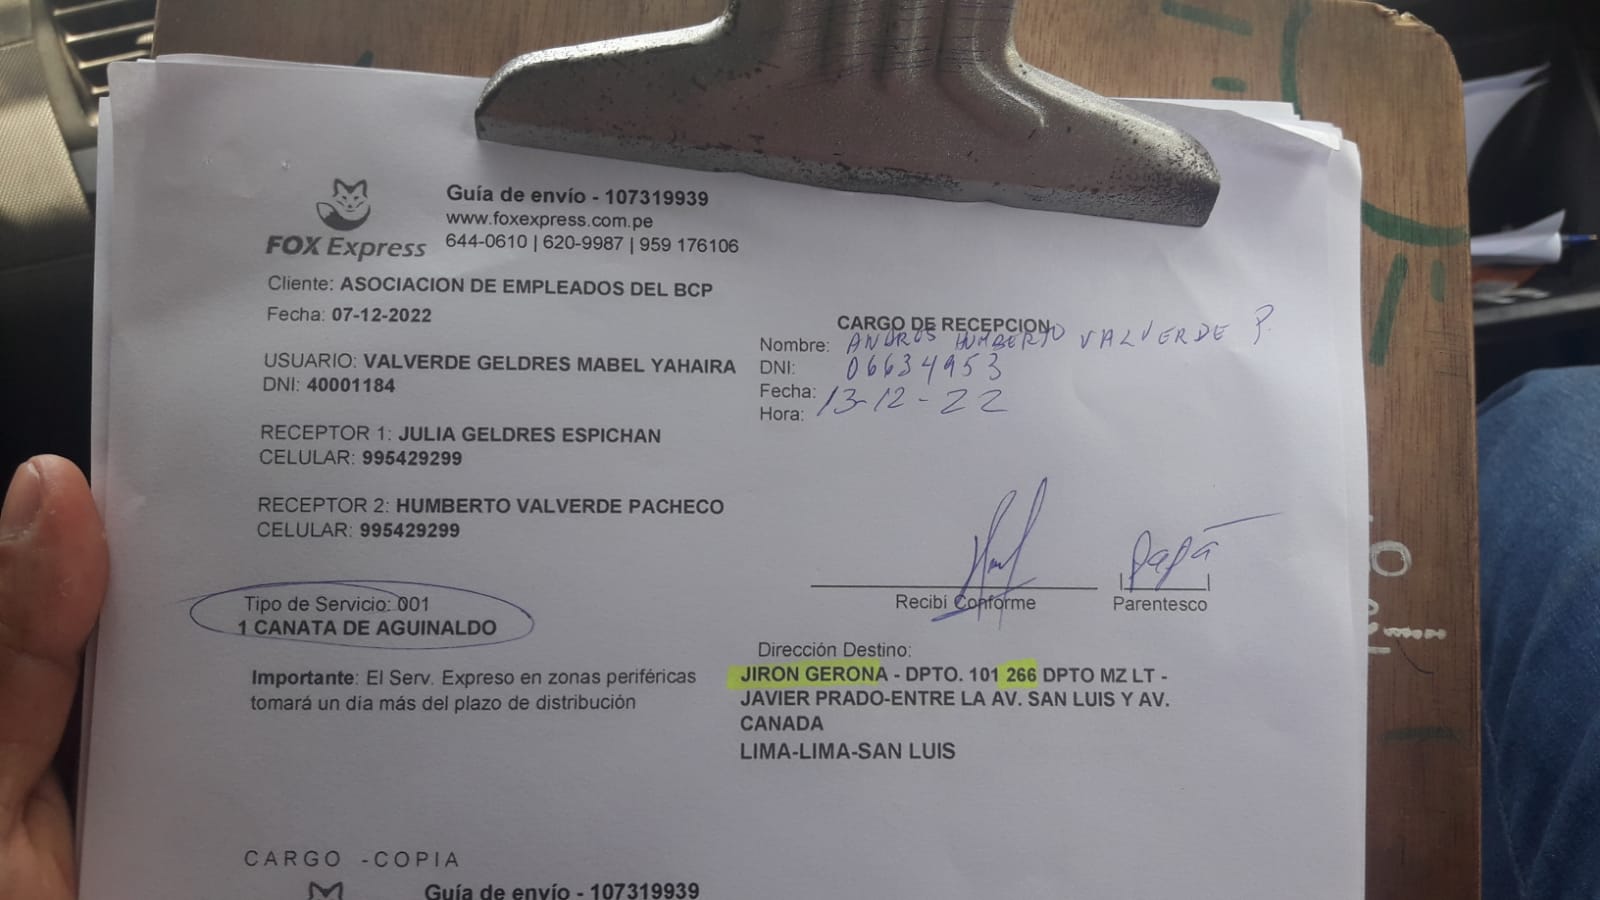 FOX Express
Guía de envío - 107319939
www.foxexpress.com.pe
644-0610 | 620-9987 | 959 176106
Cliente: ASOCIACION DE EMPLEADOS DEL BCP
Fecha: 07-12-2022
USUARIO: VALVERDE GELDRES MABEL YAHAIRA
DNI: 40001184
RECEPTOR 1: JULIA GELDRES ESPICHAN
CELULAR: 995429299
RECEPTOR 2: HUMBERTO VALVERDE PACHECO
CELULAR: 995429299
Tipo de Servicio: 001
1 CANATA DE AGUINALDO
Importante: El Serv. Expreso en zonas periféricas
tomará un día más del plazo de distribución
CARGO DE RECEPCION
Nombre: ANDRES HUMBERTO VALVERDE P.
DNI: 06634953
Fecha: 13-12-22
Hora:
Recibí Conforme
Papá
Parentesco
Dirección Destino:
JIRON GERONA - DPTO. 101 266 DPTO MZ LT -
JAVIER PRADO-ENTRE LA AV. SAN LUIS Y AV.
CANADA
LIMA-LIMA-SAN LUIS
CARGO -COPIA
Guía de envío - 107319939